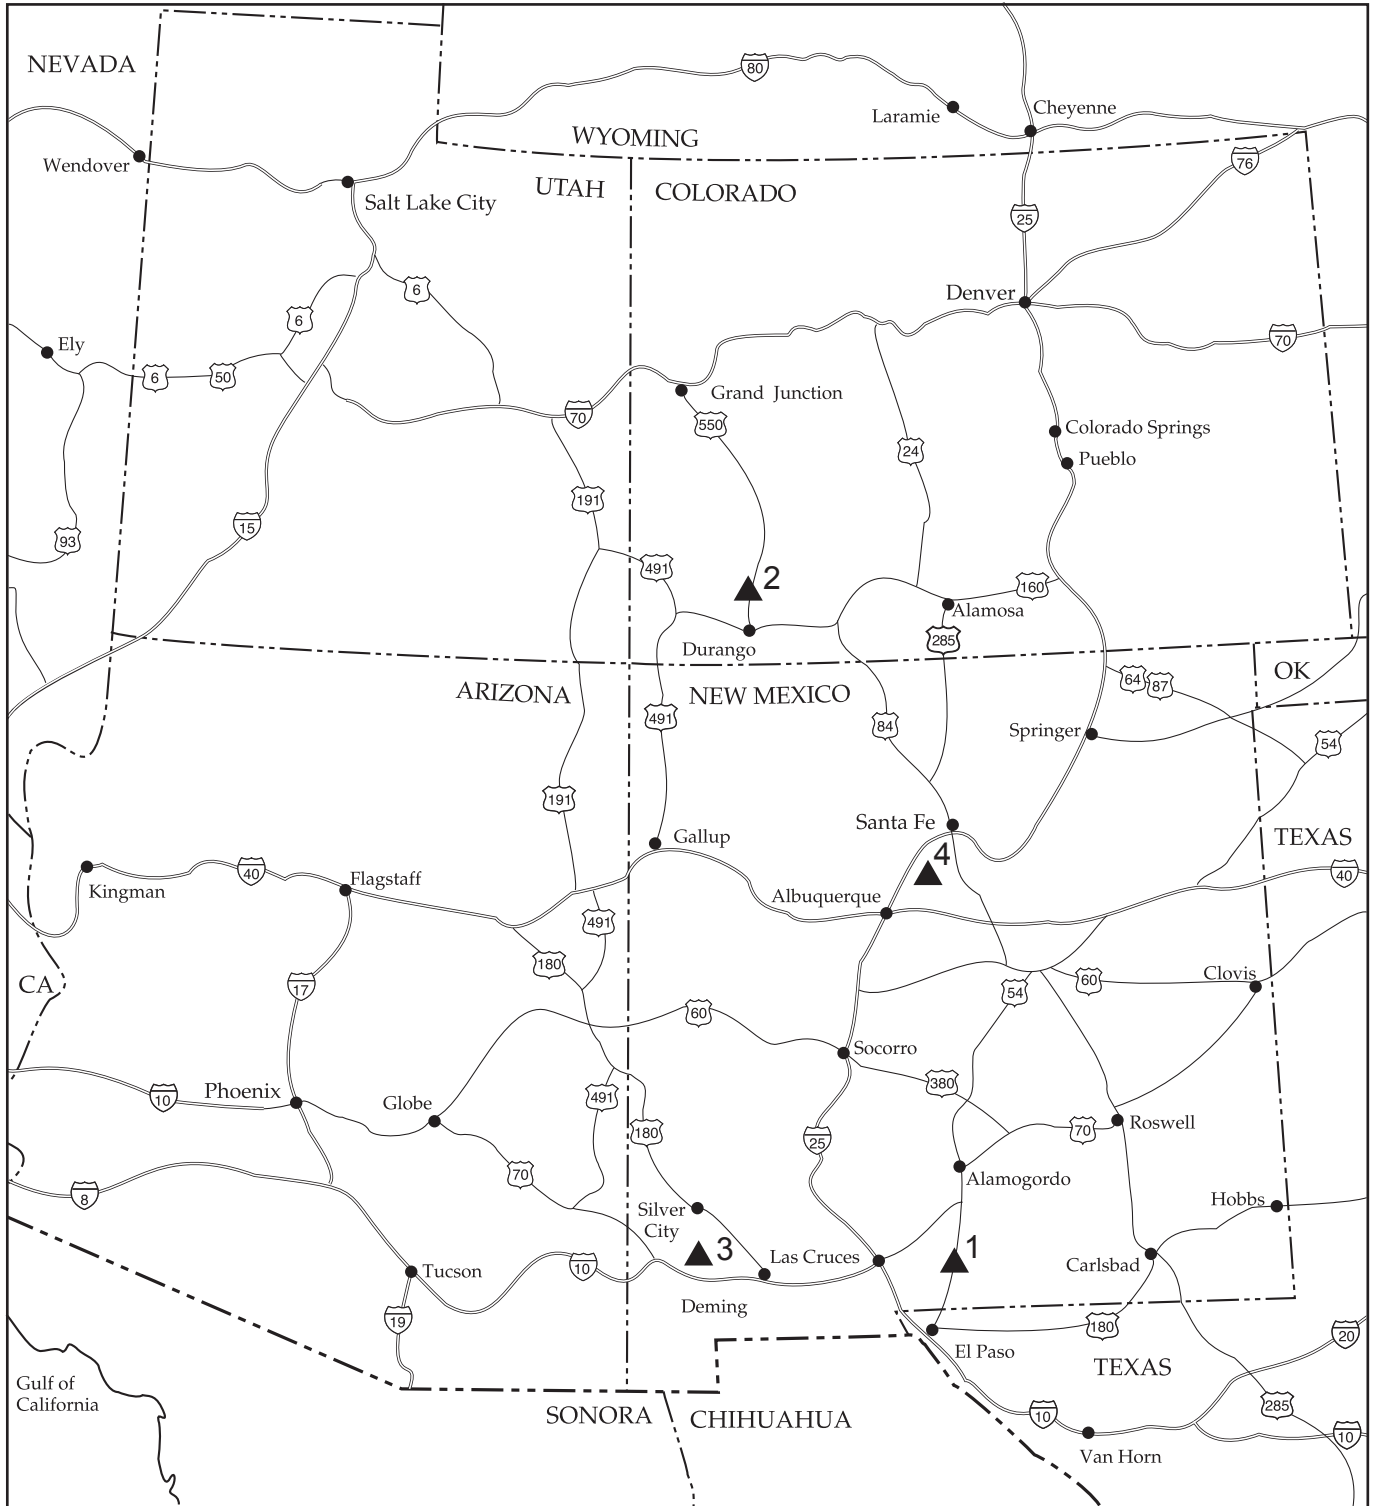 NEVADA
80
Laramie
Cheyenne
WYOMING
Wendover
76
UTAH
COLORADO
Salt Lake City
25
6
Denver
6
Ely
70
6
50
Grand Junction
70
550
Colorado Springs
24
Pueblo
191
15
93
491
2
160
Alamosa
Durango
285
ARIZONA
NEW MEXICO
OK
64
87
491
84
Springer
54
191
Santa Fe
Gallup
TEXAS
4
40
Flagstaff
40
Kingman
Albuquerque
491
180
CA
Clovis
17
60
54
60
Socorro
380
Phoenix
10
Globe
491
Roswell
180
70
25
70
Alamogordo
8
Hobbs
Silver
City
3
Las Cruces
1
Carlsbad
Tucson
10
Deming
19
180
20
El Paso
TEXAS
Gulf of
California
SONORA
CHIHUAHUA
10
285
10
Van Horn